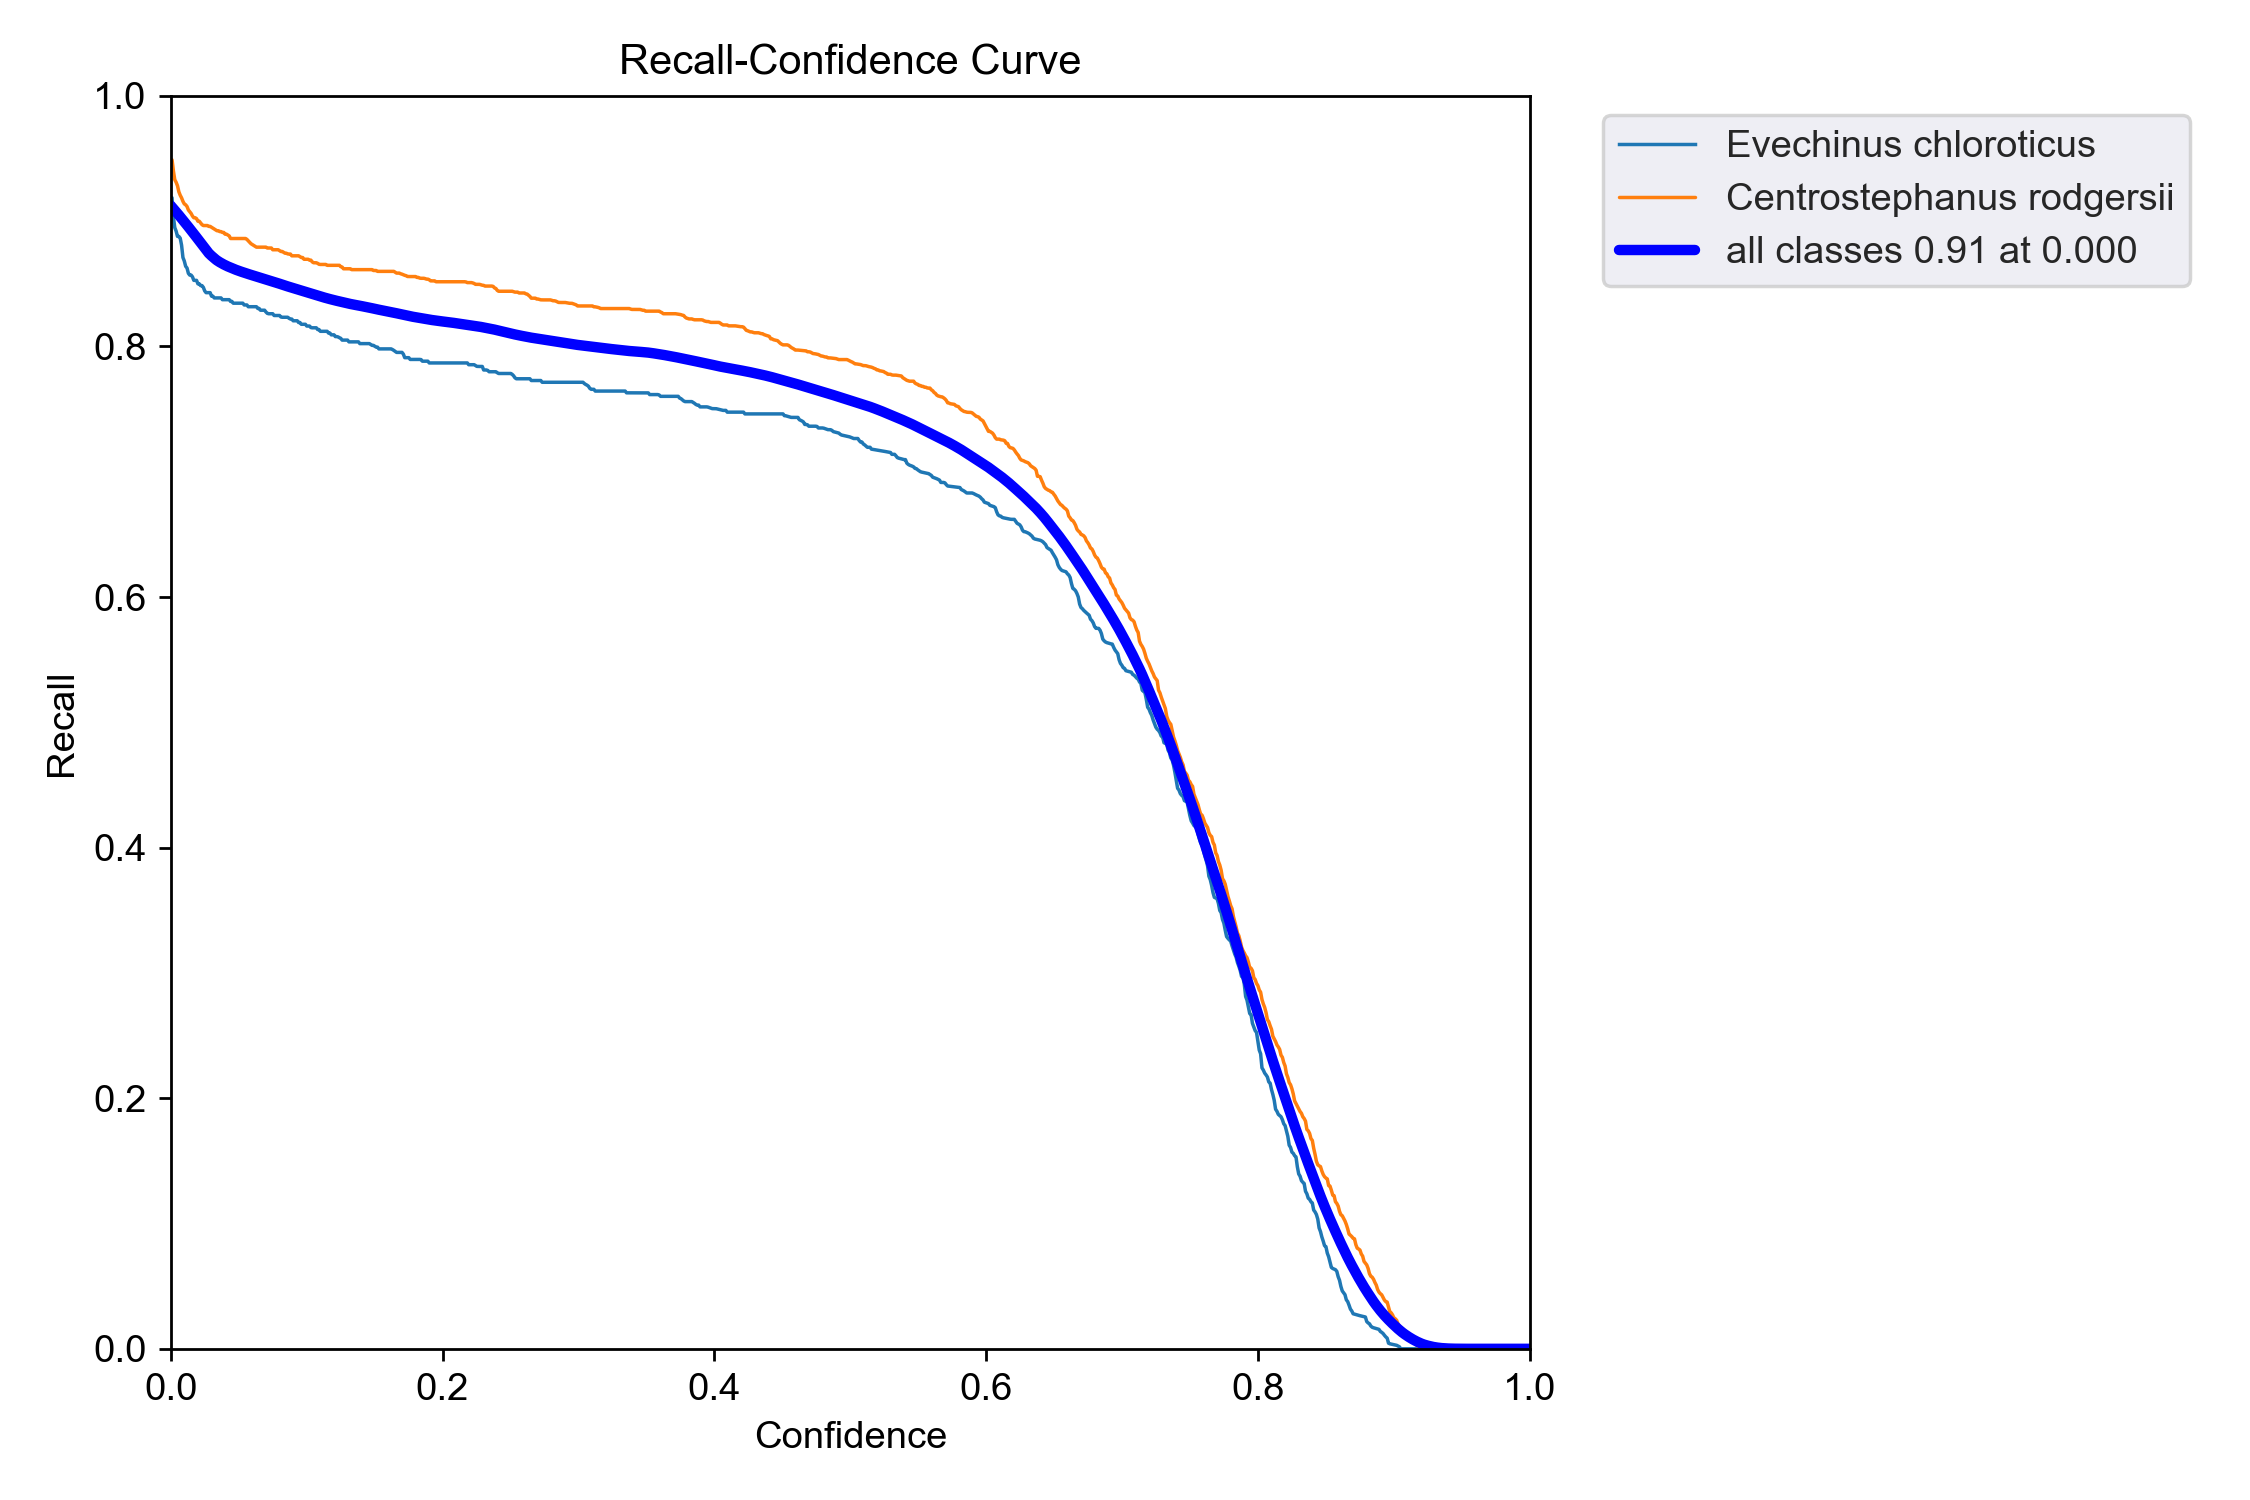 Recall-Confidence Curve
1.0
0.8
0.6
0.4
0.2
0.0
Recall
0.0 0.2 0.4 0.6 0.8 1.0
Confidence
Evechinus chloroticus
Centrostephanus rodgersii
all classes 0.91 at 0.000